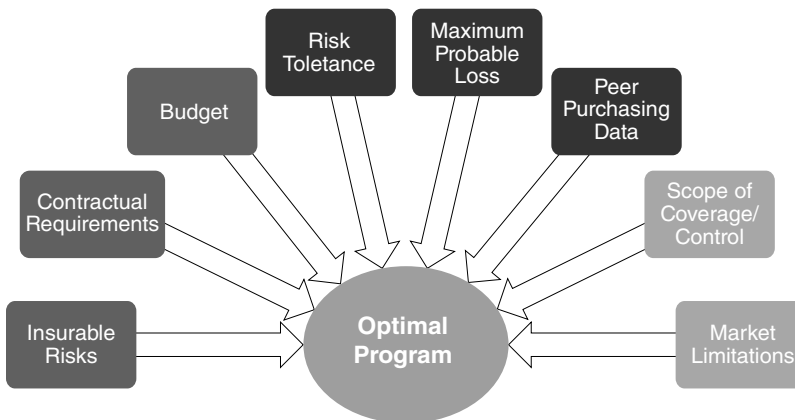 Risk
Toletance
Maximum
Probable
Loss
Budget
Peer
Purchasing
Data
Contractual
Requirements
Scope of
Coverage/
Control
Insurable
Risks
Optimal
Program
Market
Limitations